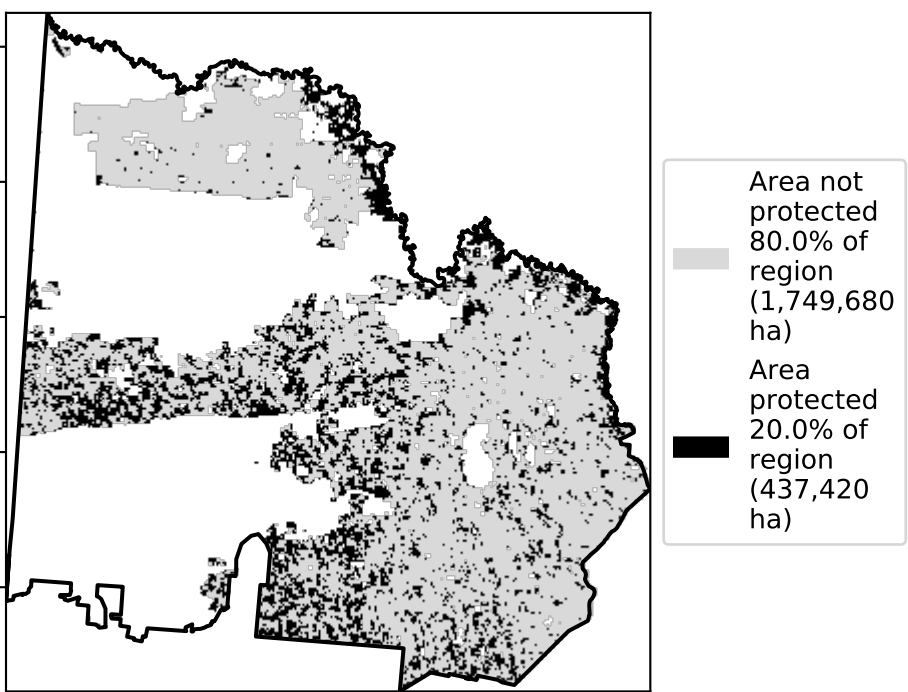 Area not
protected
80.0% of
region
(1,749,680
ha)
Area
protected
20.0% of
region
(437,420
ha)